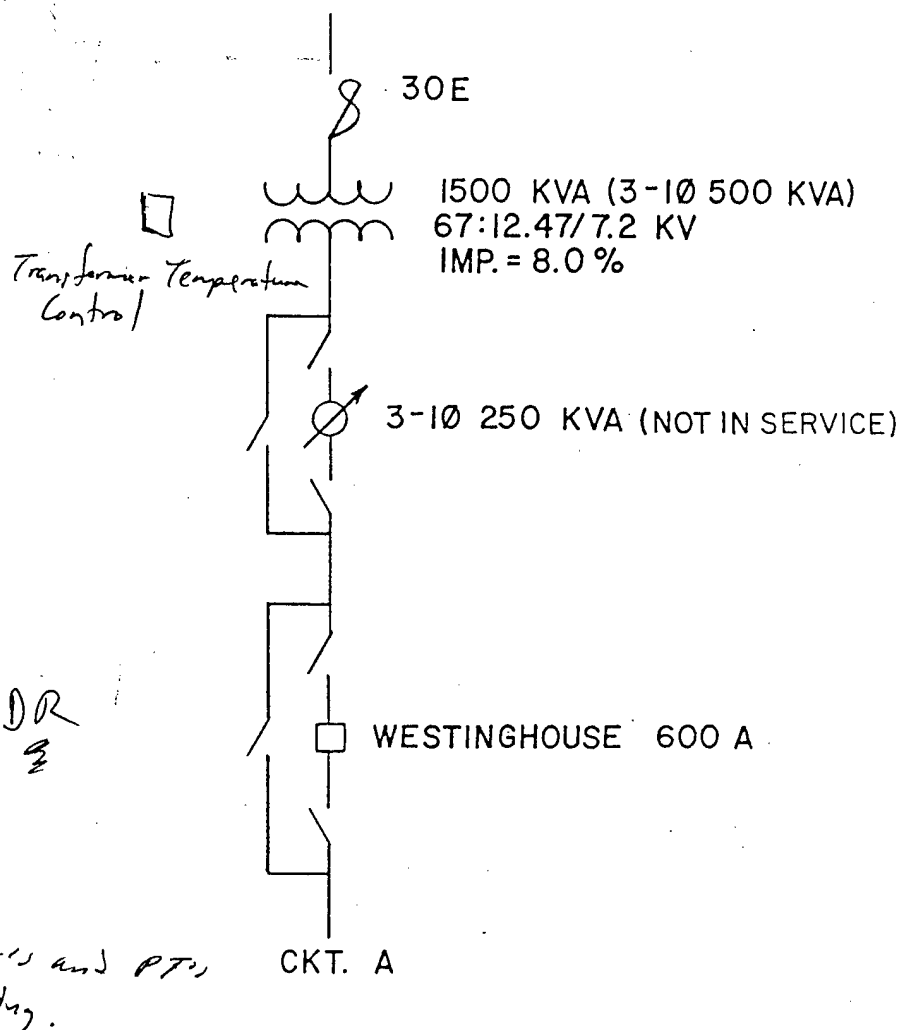 30E
1500 KVA (3-1Ø 500 KVA)
67:12.47/7.2 KV
IMP. = 8.0 %
Transformer Temperature
Control
3-1Ø 250 KVA (NOT IN SERVICE)
DR
WESTINGHOUSE 600 A
and PT's
CKT. A